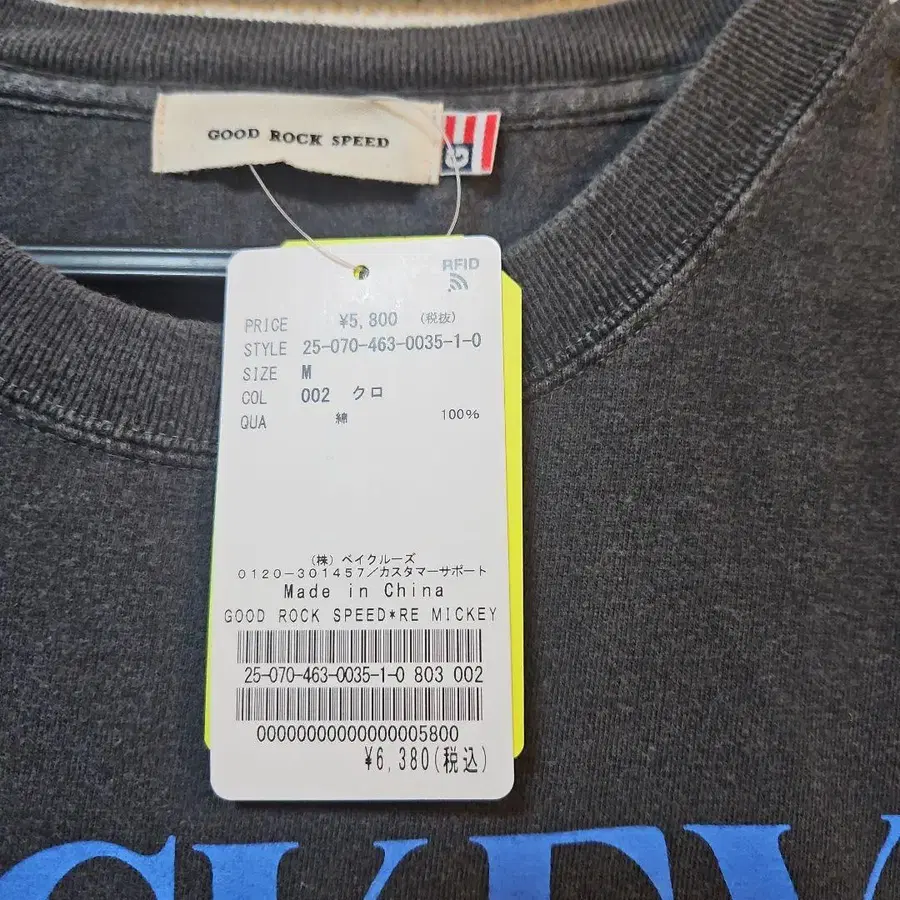 GOOD ROCK SPEED
G
RFID
PRICE ¥5,800 (税抜)
STYLE 25-070-463-0035-1-0
SIZE M
COL 002 クロ
QUA 綿 100%
(株) ベイクルーズ
0120-301457/カスタマーサポート
Made in China
GOOD ROCK SPEED*RE MICKEY
25-070-463-0035-1-0 803 002
00000000000000005800
¥6,380(税込)
CKEY